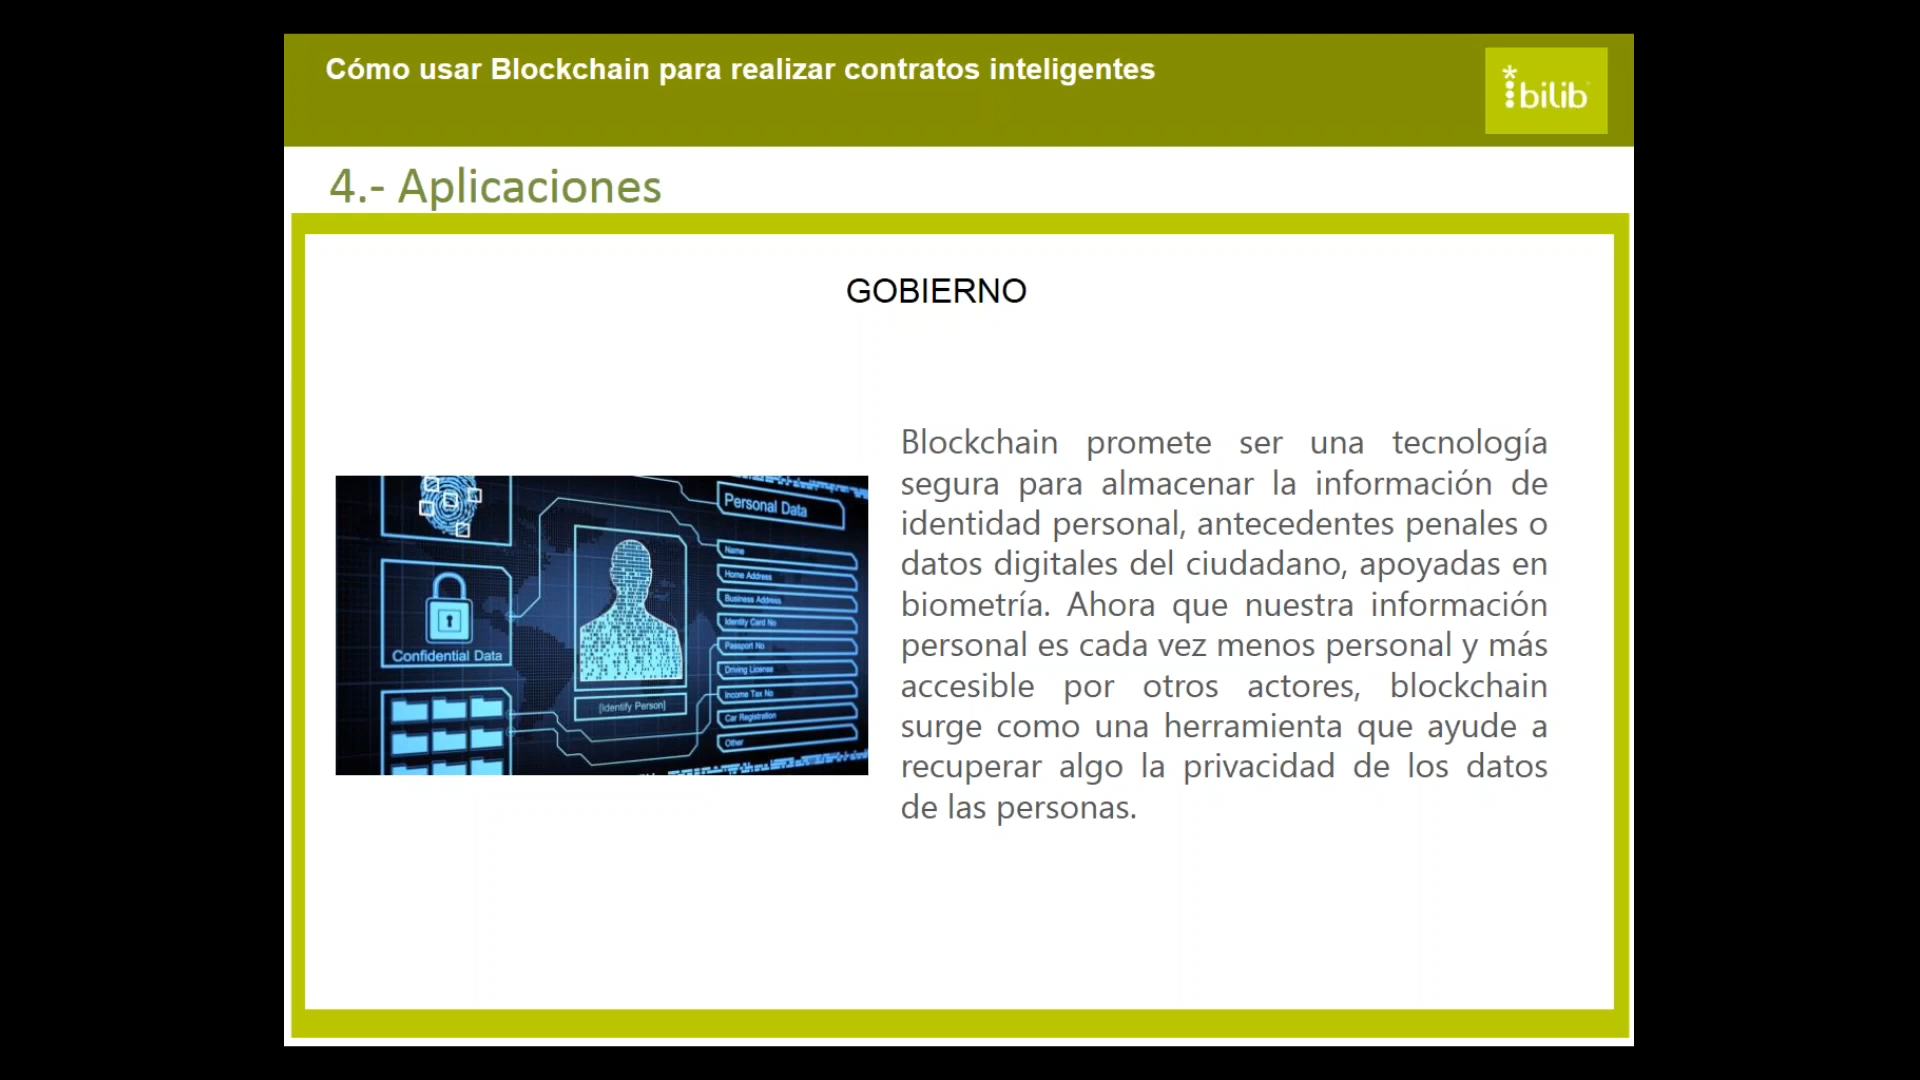 Cómo usar Blockchain para realizar contratos inteligentes
bilib
4.- Aplicaciones
GOBIERNO
Blockchain promete ser una tecnología
segura para almacenar la información de
identidad personal, antecedentes penales o
datos digitales del ciudadano, apoyadas en
biometría. Ahora que nuestra información
personal es cada vez menos personal y más
accesible por otros actores, blockchain
surge como una herramienta que ayude a
recuperar algo la privacidad de los datos
de las personas.
Confidential Data
[Identify Person]
Personal Data
Name
Home Address
Business Address
Identity Card No
Passport No
Driving License
Income Tax No
Car Registration
Other